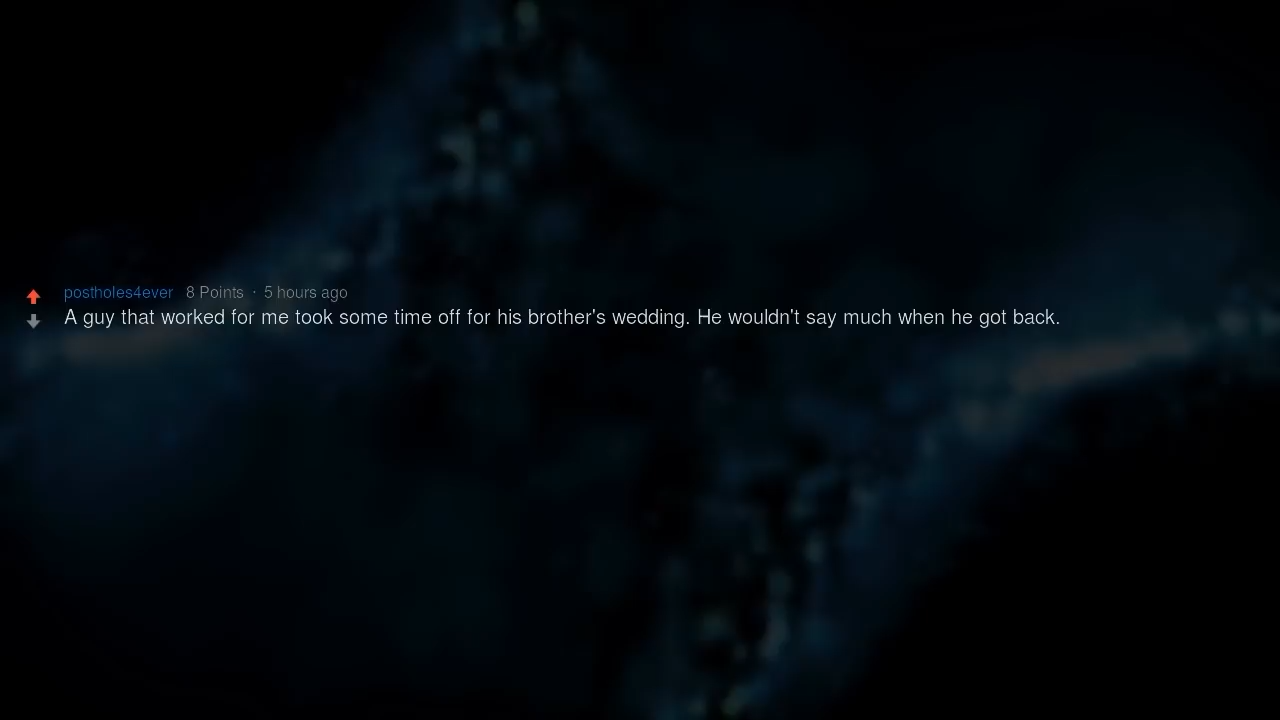 postholes4ever 8 Points · 5 hours ago
A guy that worked for me took some time off for his brother's wedding. He wouldn't say much when he got back.